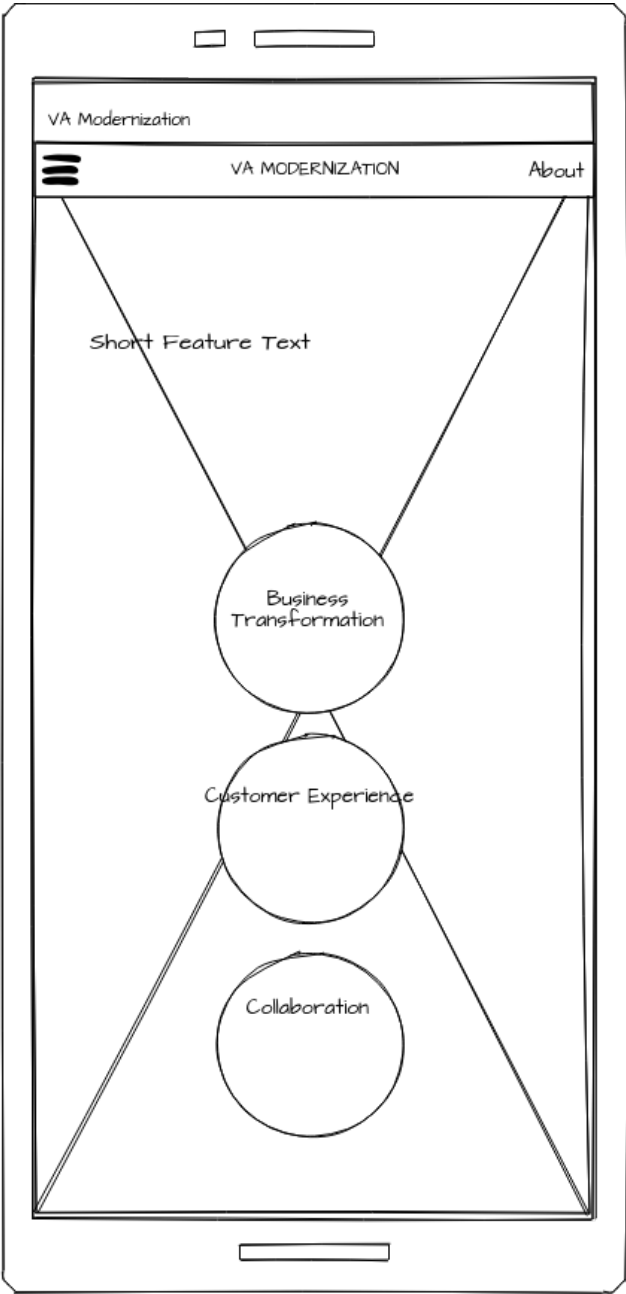 VA Modernization
VA MODERNIZATION About
Short Feature Text
Business
Transformation
Customer Experience
Collaboration